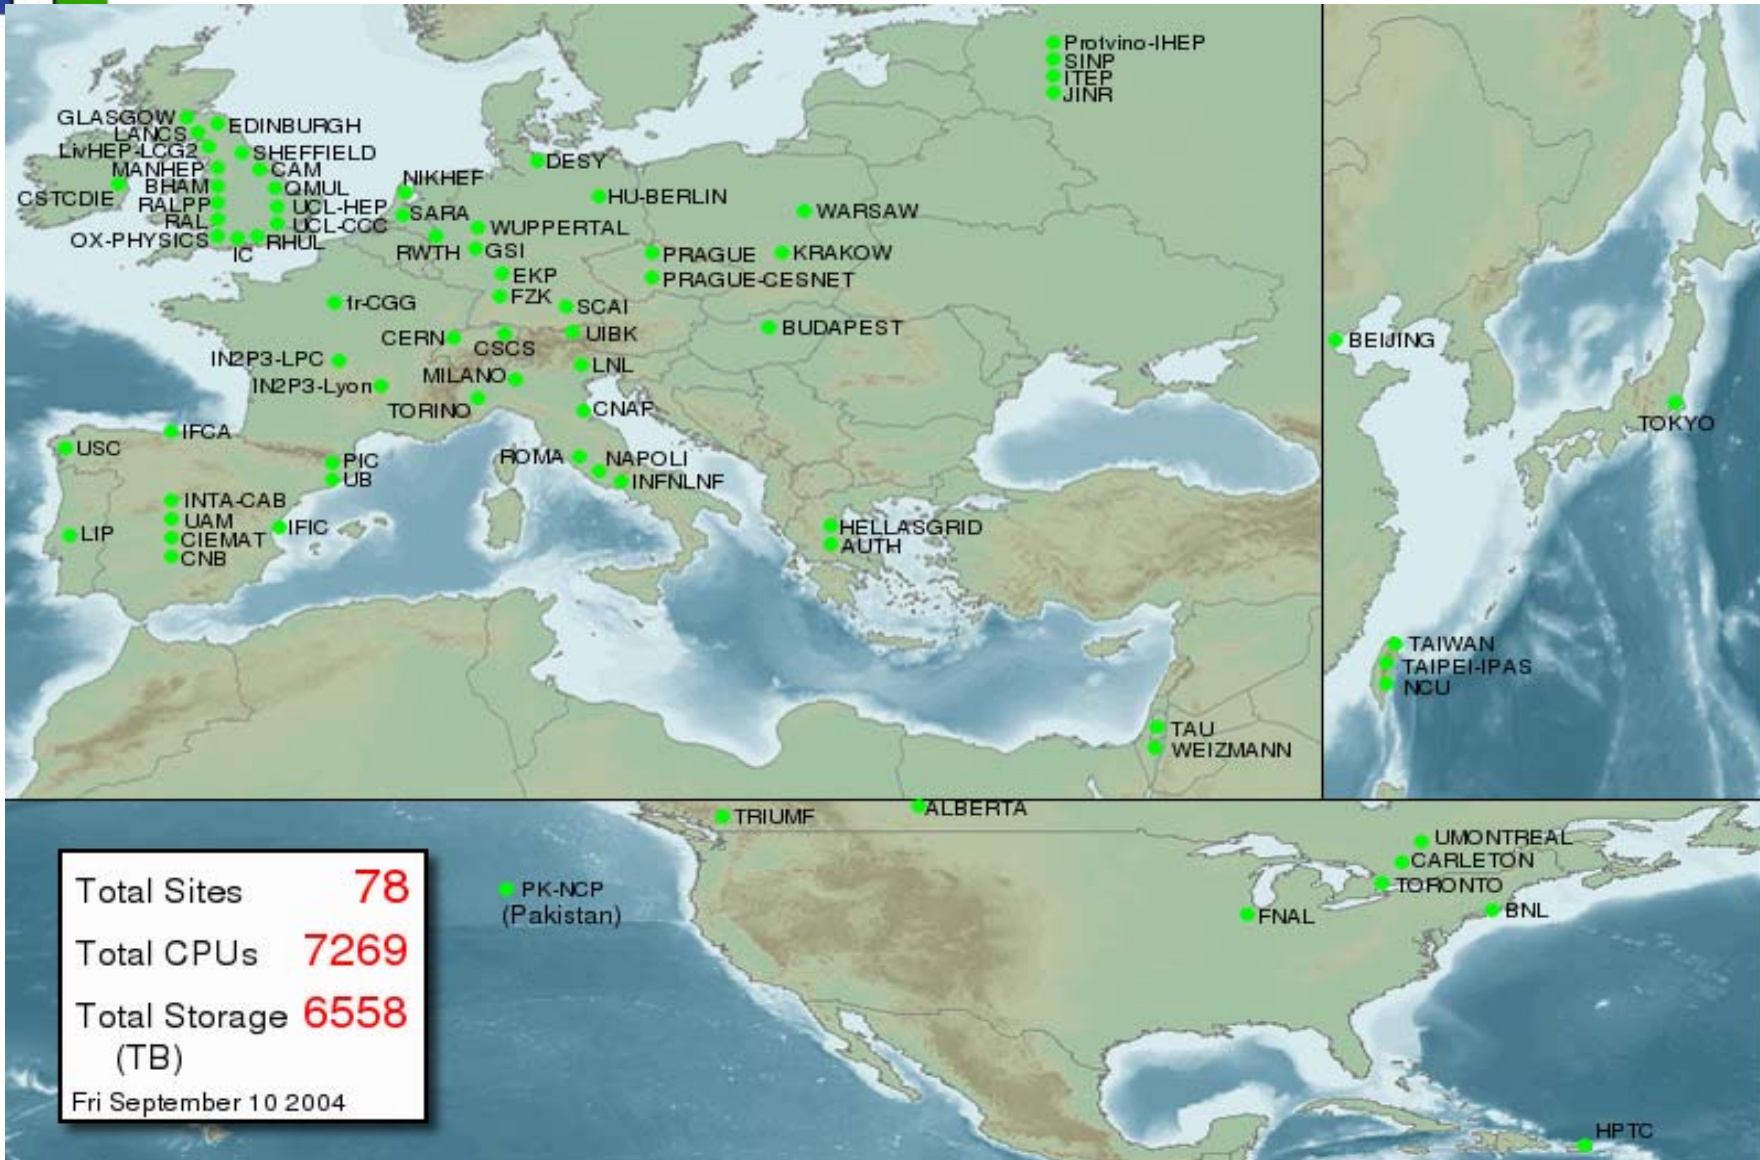 Protvino-IHEP
SINP
ITEP
JINR
GLASGOW
EDINBURGH
LANCS
LivHEP-LCG2
SHEFFIELD
MANHEP
CAM
BHAM
QMUL
CSTCDIE
RALPP
UCL-HEP
RAL
UCL-CCC
OX-PHYSICS
IC
RHUL
DESY
NIKHEF
HU-BERLIN
SARA
WARSAW
WUPPERTAL
RWTH
GSI
PRAGUE
KRAKOW
EKP
PRAGUE-CESNET
FZK
fr-CGG
SCAI
CERN
CSCS
UIBK
BUDAPEST
IN2P3-LPC
LNL
IN2P3-Lyon
MILANO
TORINO
CNAF
IFCA
USC
PIC
UB
ROMA
NAPOLI
INFNLNF
INTA-CAB
UAM
IFIC
LIP
CIEMAT
CNB
HELLASGRID
AUTH
TAU
WEIZMANN
BEIJING
TOKYO
TAIWAN
TAIPEI-IPAS
NCU
TRIUMF
ALBERTA
UMONTREAL
CARLETON
TORONTO
BNL
FNAL
PK-NCP
(Pakistan)
HPTC
Total Sites 78
Total CPUs 7269
Total Storage 6558
(TB)
Fri September 10 2004